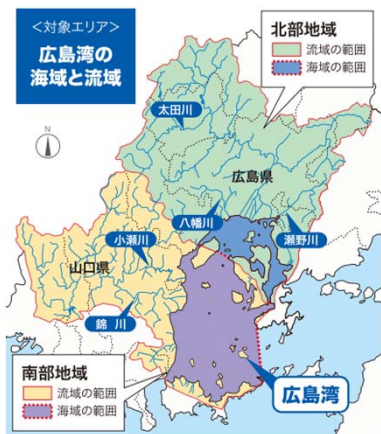 <対象エリア>
広島湾の
海域と流域
北部地域
流域の範囲
海域の範囲
N
太田川
広島県
八幡川
瀬野川
小瀬川
山口県
錦川
南部地域
流域の範囲
海域の範囲
広島湾